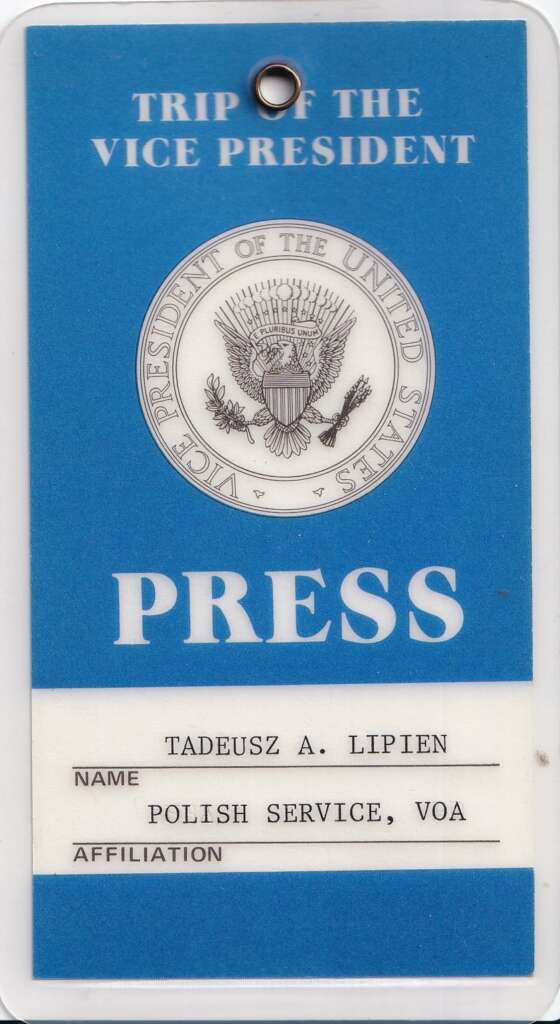 TRIP OF THE
VICE PRESIDENT
VICE PRESIDENT OF THE UNITED STATES
E PLURIBUS UNUM
PRESS
TADEUSZ A. LIPIEN
NAME
POLISH SERVICE, VOA
AFFILIATION